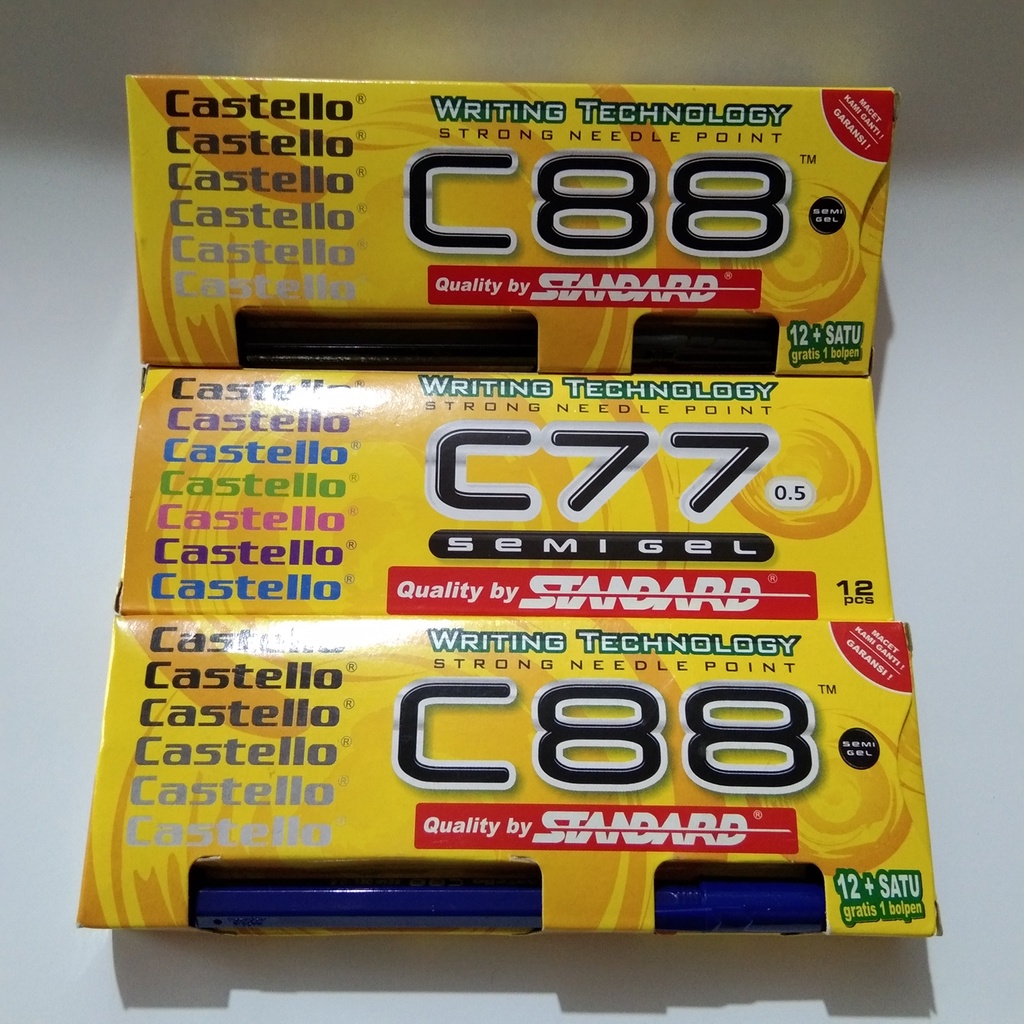 Castello®
Castello®
Castello®
Castello®
Castello®
Castello
WRITING TECHNOLOGY
STRONG NEEDLE POINT
C88™
SEMI
GEL
Quality by STANDARD®
MACET
KAMI GANTI !
GARANSI !
12 + SATU
gratis 1 bolpen
Castello
Castello
Castello®
Castello®
Castello®
Castello®
Castello®
WRITING TECHNOLOGY
STRONG NEEDLE POINT
C77
0.5
SEMI GEL
Quality by STANDARD®
12
pcs
Castello
Castello®
Castello®
Castello®
Castello®
Castello
WRITING TECHNOLOGY
STRONG NEEDLE POINT
C88™
SEMI
GEL
Quality by STANDARD®
MACET
KAMI GANTI !
GARANSI !
12 + SATU
gratis 1 bolpen